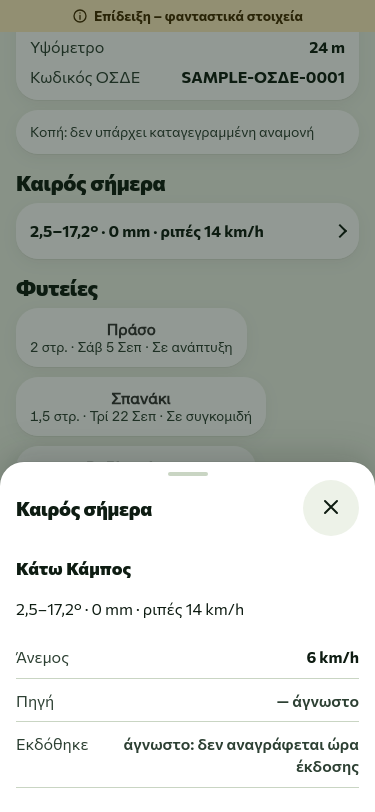 Επίδειξη – φανταστικά στοιχεία
Υψόμετρο 24 m
Κωδικός ΟΣΔΕ SAMPLE-ΟΣΔΕ-0001
Κοπή: δεν υπάρχει καταγεγραμμένη αναμονή
Καιρός σήμερα
2,5–17,2° · 0 mm · ριπές 14 km/h
Φυτείες
Πράσο
2 στρ. · Σάβ 5 Σεπ · Σε ανάπτυξη
Σπανάκι
1,5 στρ. · Τρί 22 Σεπ · Σε συγκομιδή
Καιρός σήμερα
Κάτω Κάμπος
2,5–17,2° · 0 mm · ριπές 14 km/h
Άνεμος 6 km/h
Πηγή — άγνωστο
Εκδόθηκε άγνωστο: δεν αναγράφεται ώρα
έκδοσης